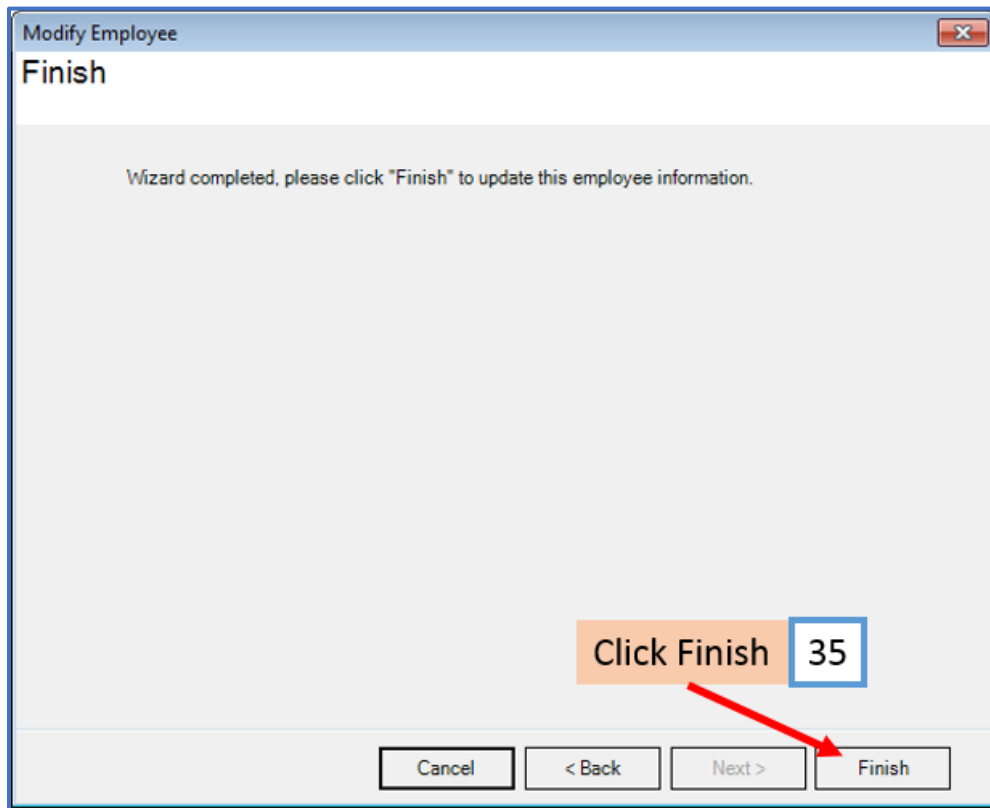 Modify Employee
Finish
Wizard completed, please click "Finish" to update this employee information.
Click Finish 35
Cancel < Back Next > Finish